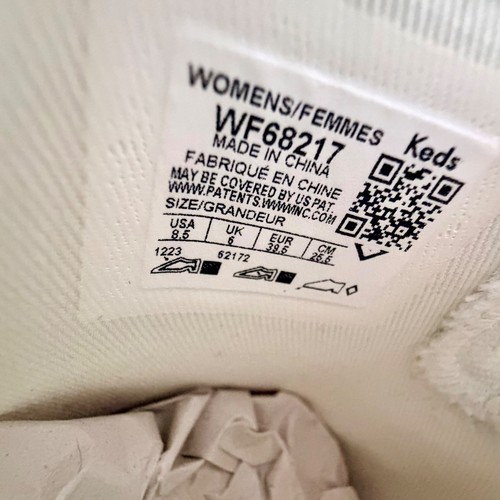 WOMENS/FEMMES
WF68217
Keds
MADE IN CHINA
FABRIQUÉ EN CHINE
MAY BE COVERED BY US PAT.
WWW.PATENTS.WWWINC.COM
SIZE/GRANDEUR
USA UK EUR CM
8.5 6 39.5 25.5
1223 62172